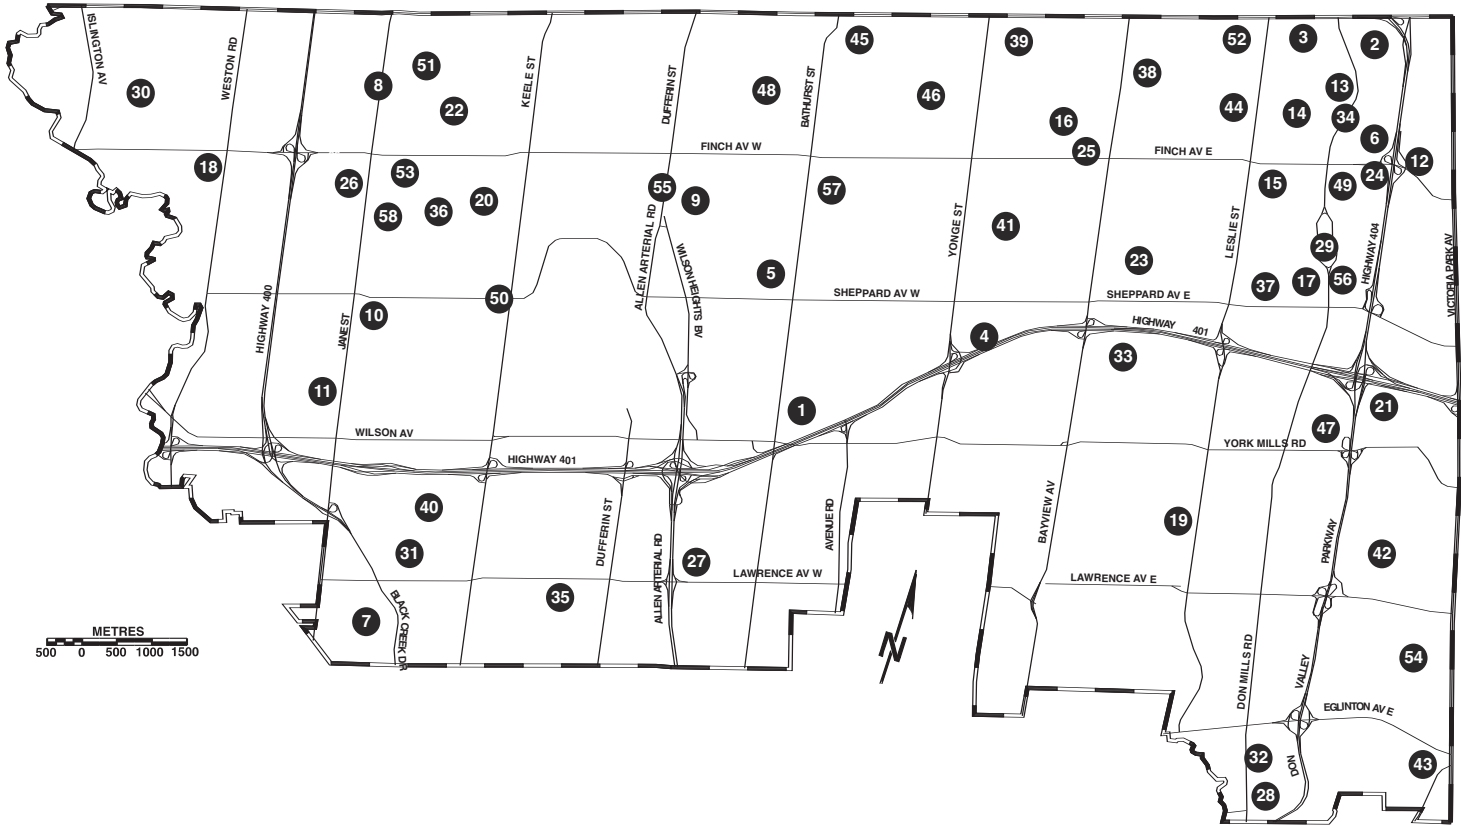 ISLINGTON AV
WESTON RD
HIGHWAY 400
JANE ST
KEELE ST
DUFFERIN ST
BATHURST ST
YONGE ST
LESLIE ST
HIGHWAY 404
VICTORIA PARK AV
ALLEN ARTERIAL RD
WILSON HEIGHTS BV
FINCH AV W
FINCH AV E
SHEPPARD AV W
SHEPPARD AV E
HIGHWAY 401
WILSON AV
HIGHWAY 401
YORK MILLS RD
DUFFERIN ST
ALLEN ARTERIAL RD
AVENUE RD
BAYVIEW AV
LAWRENCE AV W
LAWRENCE AV E
BLACK CREEK DR
DON MILLS RD
DON VALLEY PARKWAY
EGLINTON AV E
30
51
8
22
45
39
52
3
2
38
48
46
13
44
14
34
16
6
25
12
18
53
26
24
15
49
55
57
20
9
36
58
41
29
23
5
56
17
37
50
10
4
33
11
21
1
47
40
19
31
42
27
35
7
54
32
43
28
METRES
500 0 500 1000 1500
N